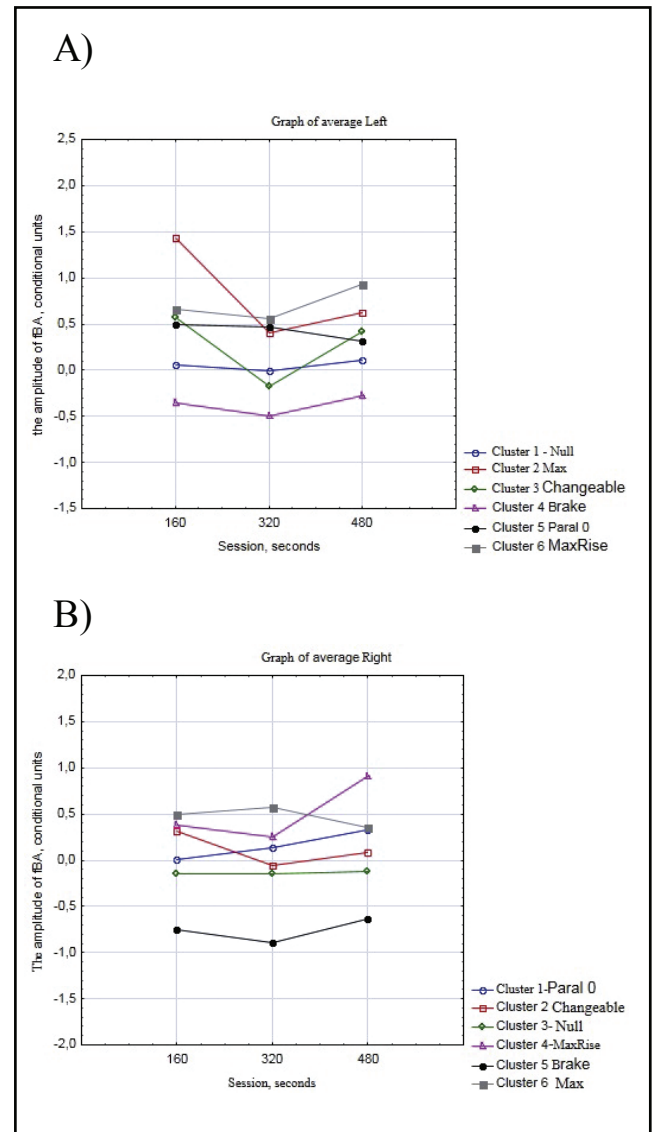 A)
Graph of average Left
the amplitude of fBA, conditional units
2,5
2,0
1,5
1,0
0,5
0,0
-0,5
-1,0
-1,5
160 320 480
Session, seconds
Cluster 1 - Null
Cluster 2 Max
Cluster 3 Changeable
Cluster 4 Brake
Cluster 5 Paral 0
Cluster 6 MaxRise
B)
Graph of average Right
The amplitude of fBA, conditional units
2,0
1,5
1,0
0,5
0,0
-0,5
-1,0
-1,5
-2,0
160 320 480
Session, seconds
Cluster 1-Paral 0
Cluster 2 Changeable
Cluster 3- Null
Cluster 4-MaxRise
Cluster 5 Brake
Cluster 6 Max